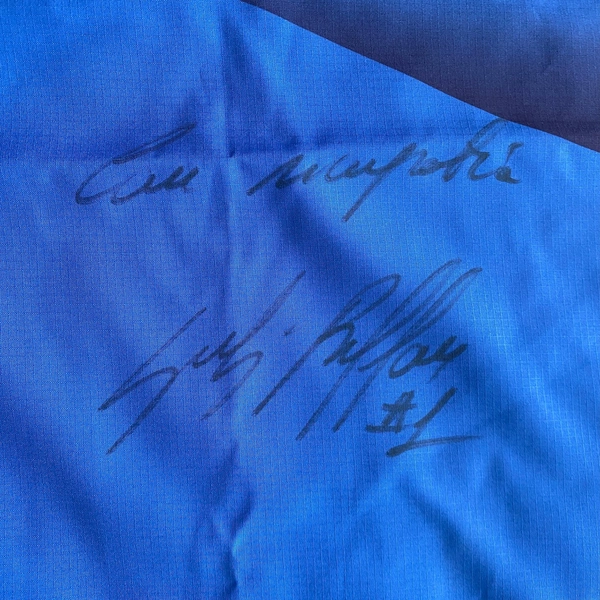 Con simpatia
Gigi Buffon
#1